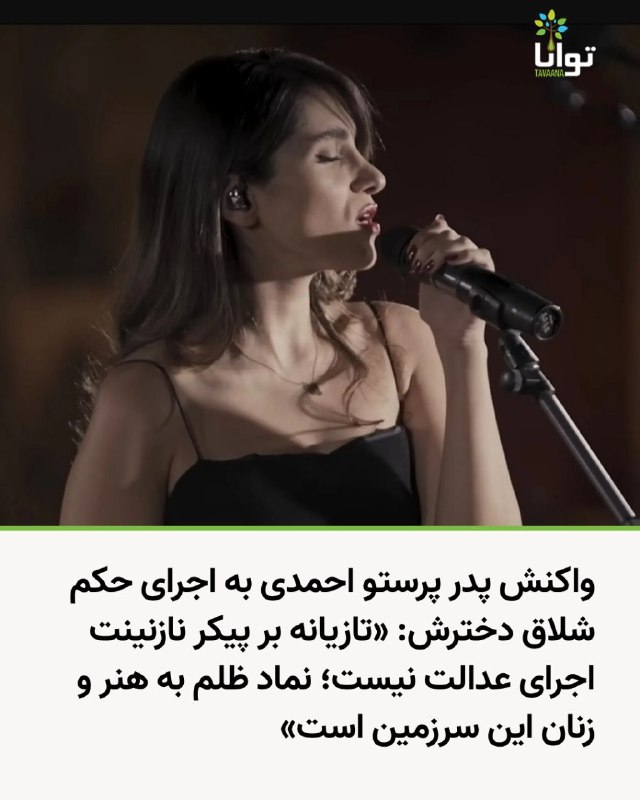 توانا
TAVAANA
واکنش پدر پرستو احمدی به اجرای حکم
شلاق دخترش: «تازیانه بر پیکر نازنینت
اجرای عدالت نیست؛ نماد ظلم به هنر و
زنان این سرزمین است»